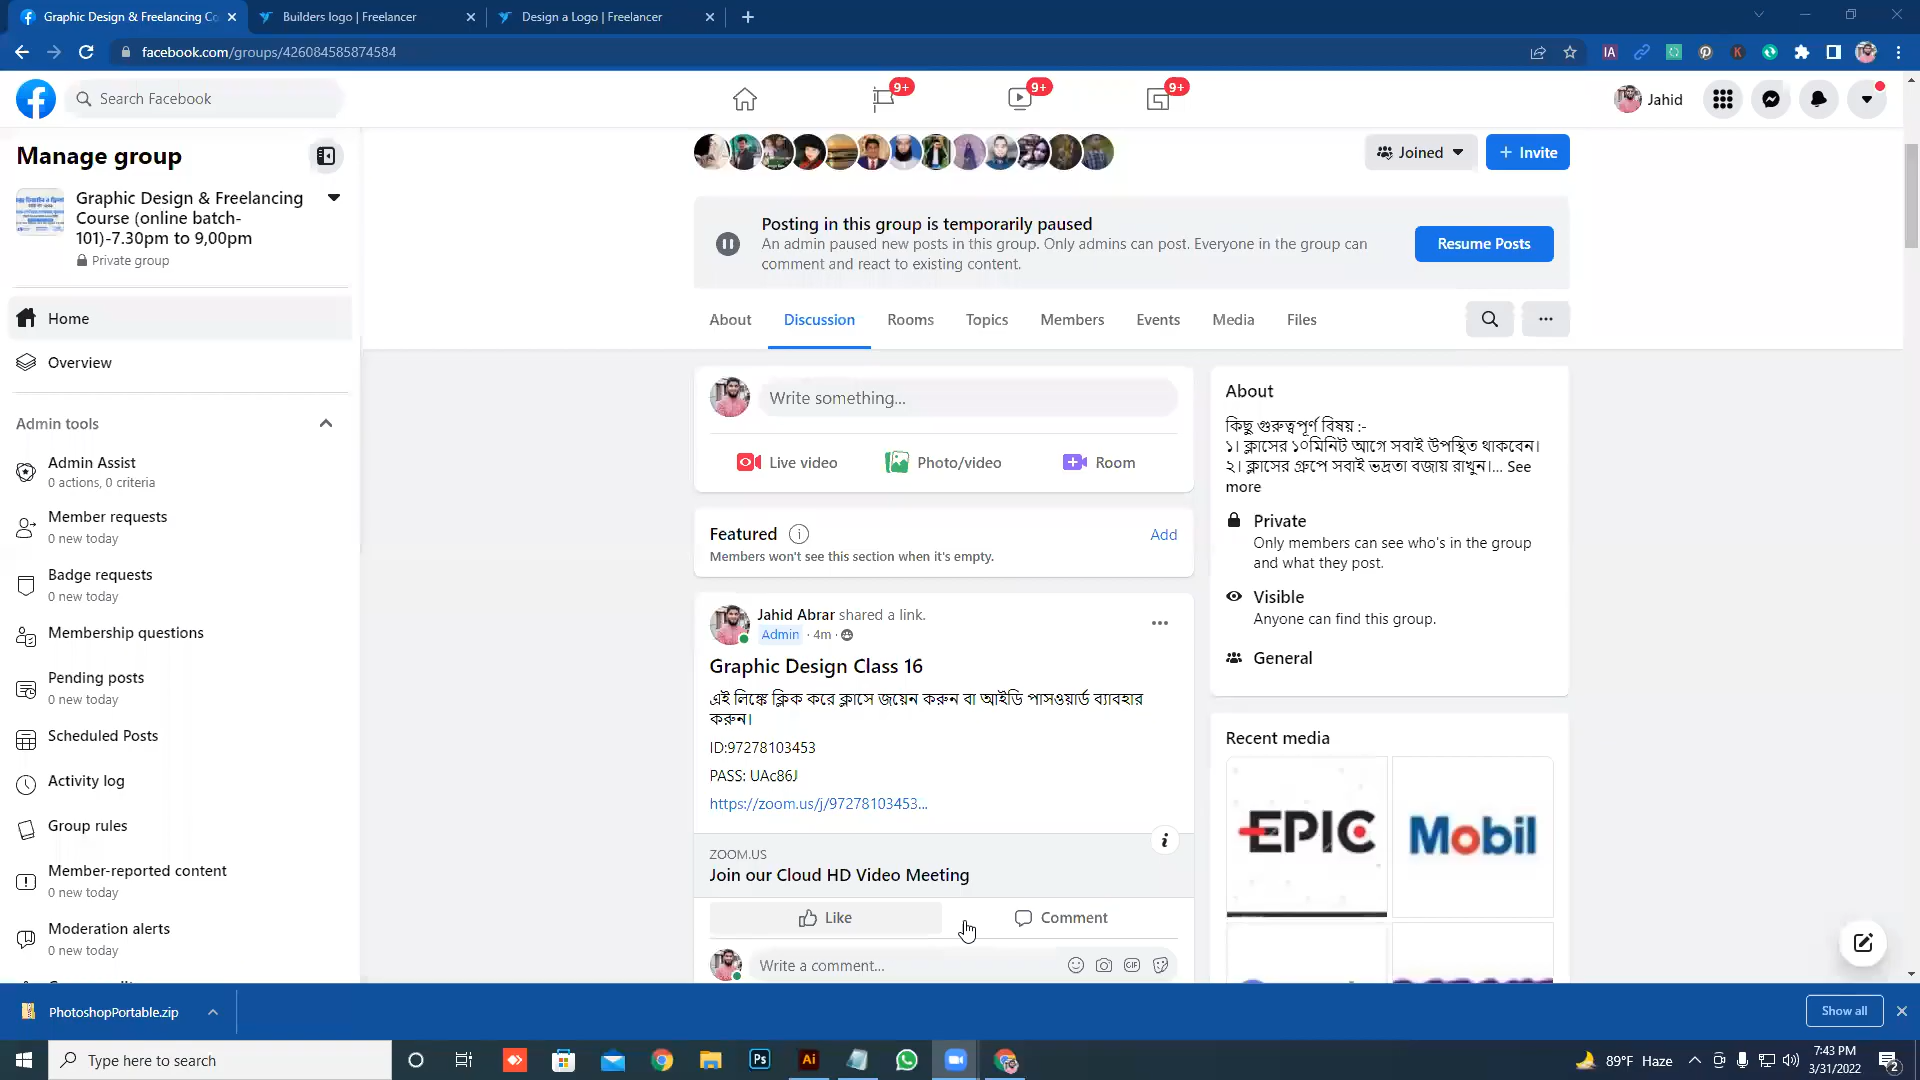 Graphic Design & Freelancing Co
Builders logo | Freelancer
Design a Logo | Freelancer
facebook.com/groups/426084585874584
Search Facebook
9+
9+
9+
Jahid
Manage group
Graphic Design & Freelancing
Course (online batch-
101)-7.30pm to 9,00pm
Private group
Home
Overview
Admin tools
Admin Assist
0 actions, 0 criteria
Member requests
0 new today
Badge requests
0 new today
Membership questions
Pending posts
0 new today
Scheduled Posts
Activity log
Group rules
Member-reported content
0 new today
Moderation alerts
0 new today
Joined
+ Invite
Posting in this group is temporarily paused
An admin paused new posts in this group. Only admins can post. Everyone in the group can
comment and react to existing content.
Resume Posts
About
Discussion
Rooms
Topics
Members
Events
Media
Files
Write something...
Live video
Photo/video
Room
Featured
Add
Members won't see this section when it's empty.
Jahid Abrar shared a link.
Admin · 4m ·
Graphic Design Class 16
এই লিঙ্কে ক্লিক করে ক্লাসে জয়েন করুন বা আইডি পাসওয়ার্ড ব্যাবহার
করুন।
ID:97278103453
PASS: UAc86J
https://zoom.us/j/97278103453...
ZOOM.US
Join our Cloud HD Video Meeting
Like
Comment
Write a comment...
GIF
About
কিছু গুরুত্বপূর্ণ বিষয় :-
১। ক্লাসের ১০মিনিট আগে সবাই উপস্থিত থাকবেন।
২। ক্লাসের গ্রুপে সবাই ভদ্রতা বজায় রাখুন।... See
more
Private
Only members can see who's in the group
and what they post.
Visible
Anyone can find this group.
General
Recent media
EPIC
Mobil
PhotoshopPortable.zip
Show all
Type here to search
Ps
Ai
89°F Haze
7:43 PM
3/31/2022
2